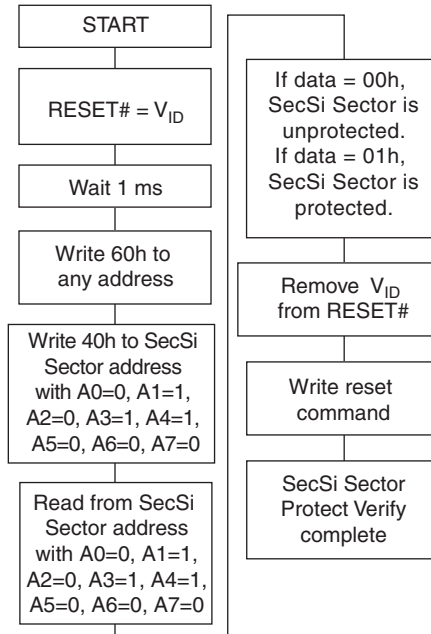 START
RESET# = VID
Wait 1 ms
Write 60h to
any address
Write 40h to SecSi
Sector address
with A0=0, A1=1,
A2=0, A3=1, A4=1,
A5=0, A6=0, A7=0
Read from SecSi
Sector address
with A0=0, A1=1,
A2=0, A3=1, A4=1,
A5=0, A6=0, A7=0
If data = 00h,
SecSi Sector is
unprotected.
If data = 01h,
SecSi Sector is
protected.
Remove VID
from RESET#
Write reset
command
SecSi Sector
Protect Verify
complete